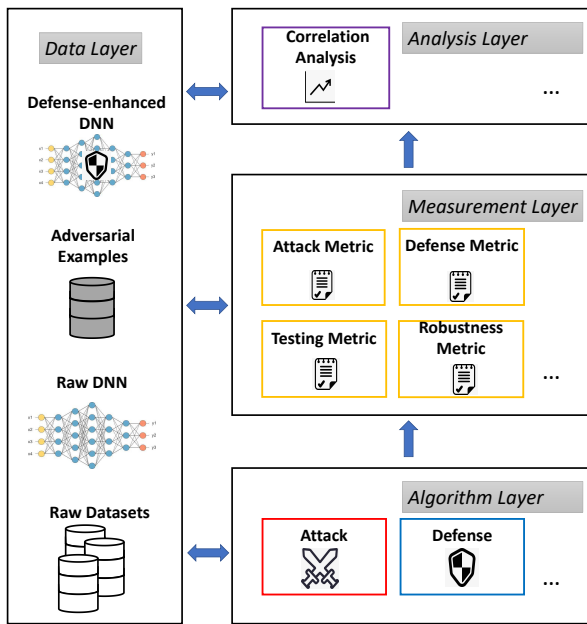 Data Layer
Defense-enhanced
DNN
Adversarial
Examples
Raw DNN
Raw Datasets
Correlation
Analysis
Analysis Layer
...
Measurement Layer
Attack Metric
Defense Metric
Testing Metric
Robustness
Metric
...
Algorithm Layer
Attack
Defense
...